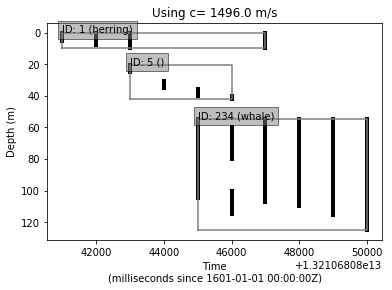 Using c= 1496.0 m/s
ID: 1 (herring)
ID: 5 ()
ID: 234 (whale)
Depth (m)
0
20
40
60
80
100
120
42000 44000 46000 48000 50000
+1.32106808e13
Time
(milliseconds since 1601-01-01 00:00:00Z)